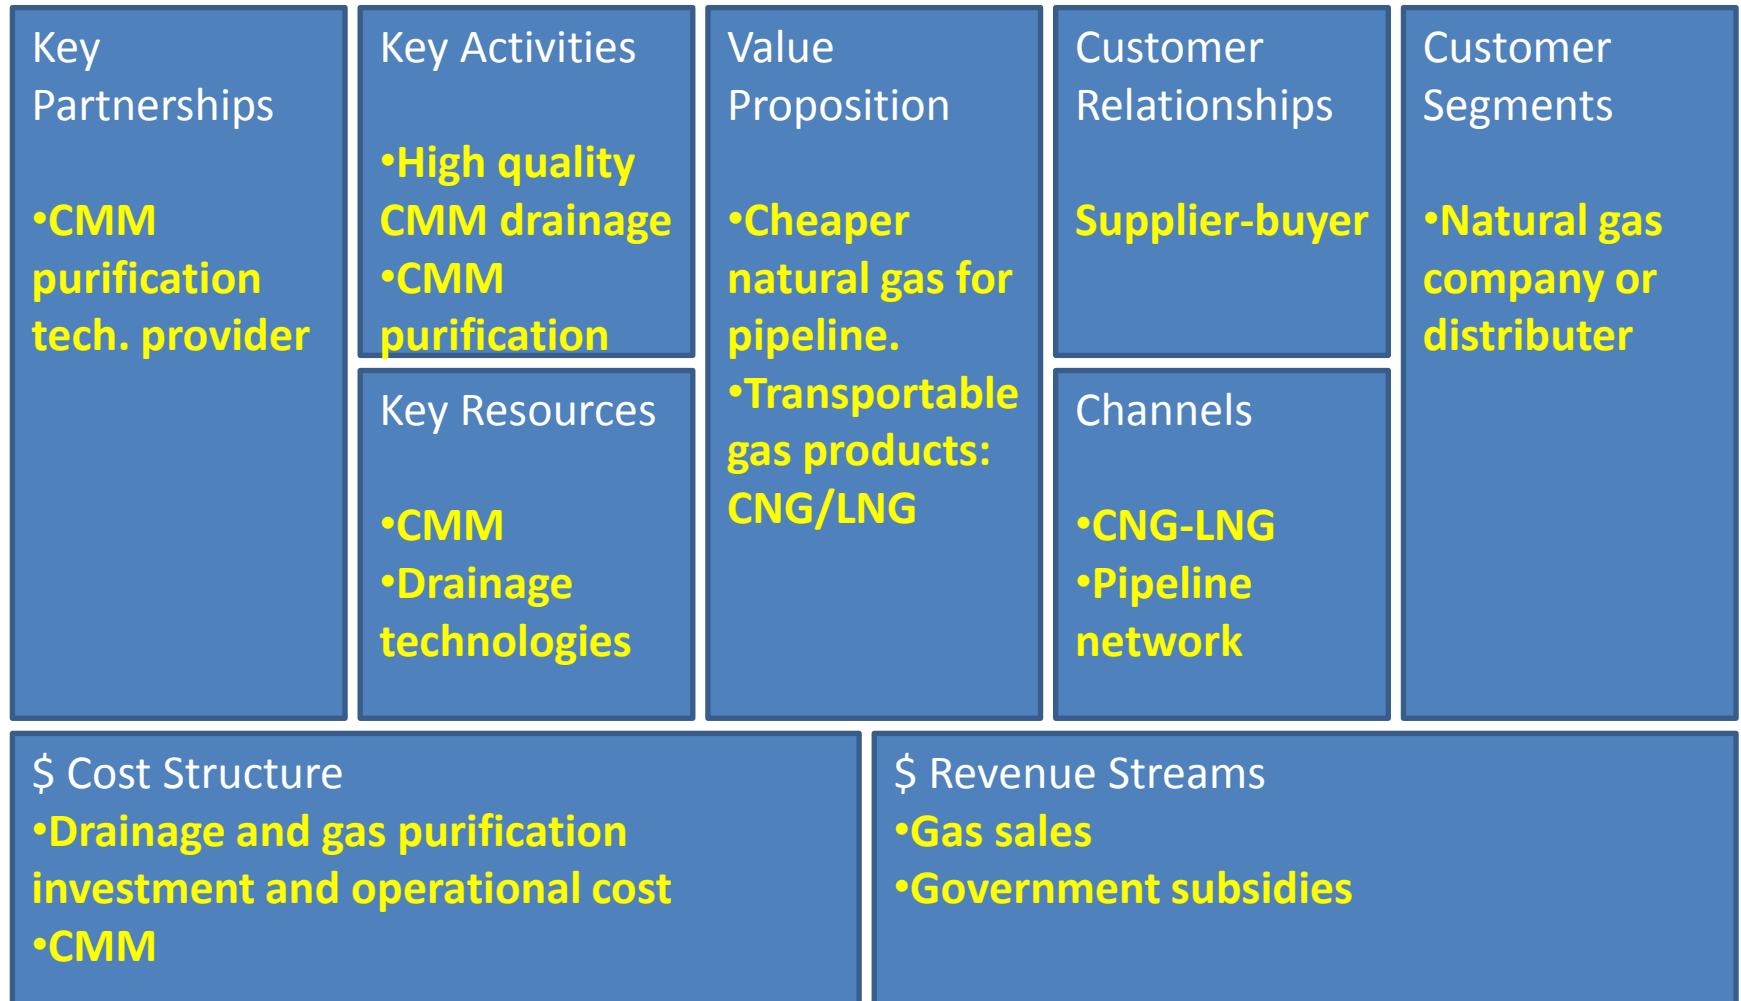 Key
Partnerships
•CMM
purification
tech. provider
Key Activities
•High quality
CMM drainage
•CMM
purification
Key Resources
•CMM
•Drainage
technologies
Value
Proposition
•Cheaper
natural gas for
pipeline.
•Transportable
gas products:
CNG/LNG
Customer
Relationships
Supplier-buyer
Channels
•CNG-LNG
•Pipeline
network
Customer
Segments
•Natural gas
company or
distributer
$ Cost Structure
•Drainage and gas purification
investment and operational cost
•CMM
$ Revenue Streams
•Gas sales
•Government subsidies